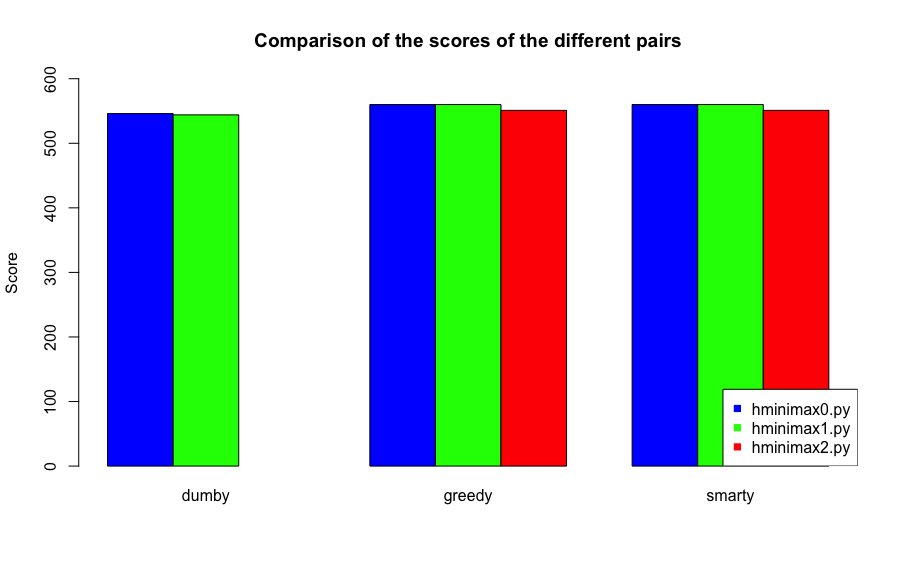 Comparison of the scores of the different pairs
Score
600
500
400
300
200
100
0
hminimax0.py
hminimax1.py
hminimax2.py
dumby greedy smarty